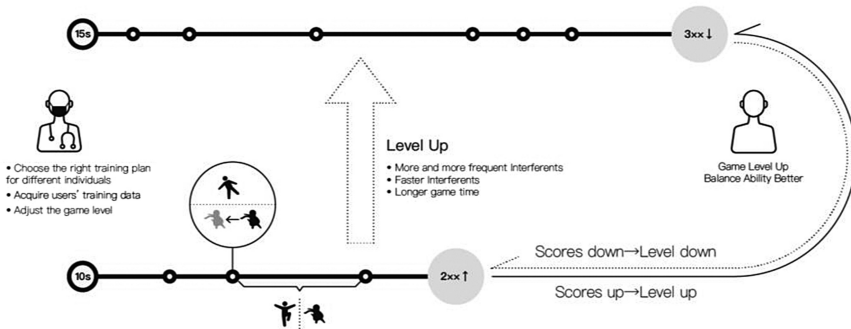 15s
3xx↓
• Choose the right training plan
for different individuals
• Acquire users' training data
• Adjust the game level
Level Up
• More and more frequent Interferents
• Faster Interferents
• Longer game time
Game Level Up
Balance Ability Better
10s
2xx↑
Scores down→Level down
Scores up→Level up